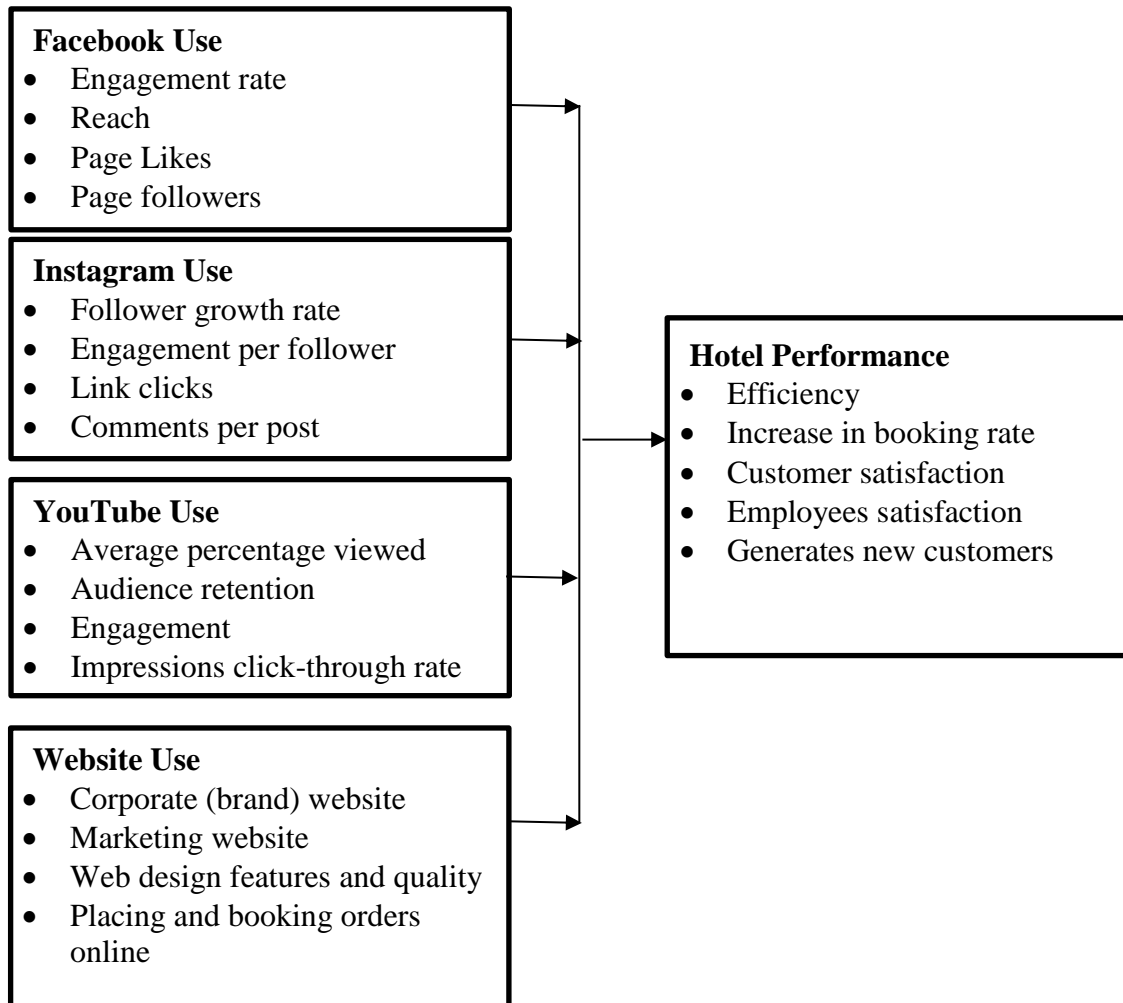 Facebook Use
• Engagement rate
• Reach
• Page Likes
• Page followers
Instagram Use
• Follower growth rate
• Engagement per follower
• Link clicks
• Comments per post
YouTube Use
• Average percentage viewed
• Audience retention
• Engagement
• Impressions click-through rate
Website Use
• Corporate (brand) website
• Marketing website
• Web design features and quality
• Placing and booking orders
online
Hotel Performance
• Efficiency
• Increase in booking rate
• Customer satisfaction
• Employees satisfaction
• Generates new customers